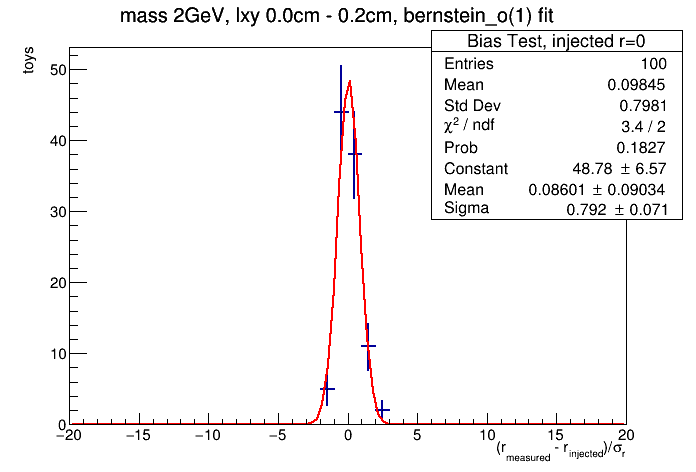 mass 2GeV, lxy 0.0cm - 0.2cm, bernstein_o(1) fit
toys
Bias Test, injected r=0
Entries 100
Mean 0.09845
Std Dev 0.7981
χ² / ndf 3.4 / 2
Prob 0.1827
Constant 48.78 ± 6.57
Mean 0.08601 ± 0.09034
Sigma 0.792 ± 0.071
50
40
30
20
10
0
−20 −15 −10 −5 0 5 10 15 20
(r_measured - r_injected)/σ_r